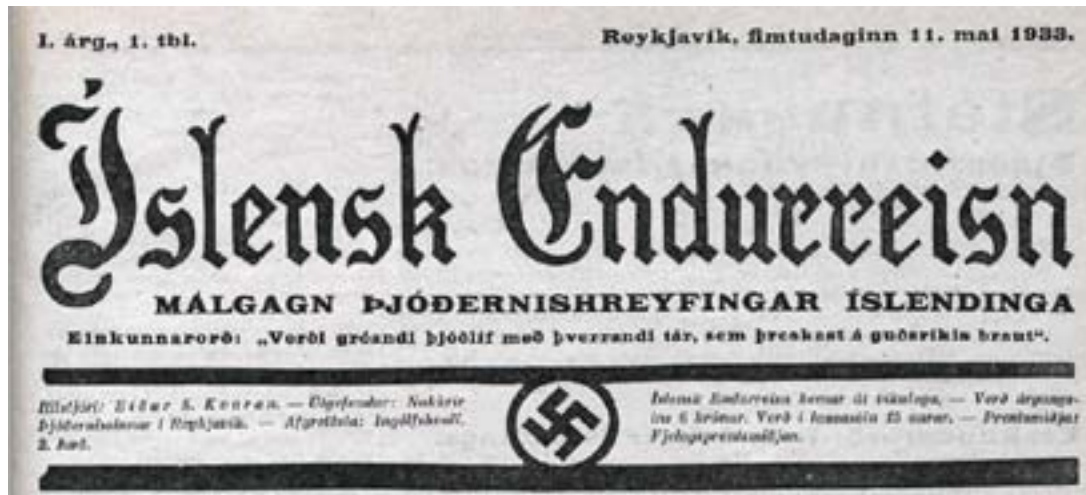 I. árg., 1. tbl.
Reykjavík, fimtudaginn 11. maí 1933.
Íslensk Endurreisn
MÁLGAGN ÞJÓÐERNISHREYFINGAR ÍSLENDINGA
Einkunnarorð: „Verði gróandi þjóðlíf með þverrandi tár, sem þroskast á guðsríkis braut“.
Ritstjóri: Eiður S. Kvaran. — Útgefendur: Nokkrir
Þjóðernissinnar í Reykjavík. — Afgreiðsla: Ingólfshvoli,
2. hæð.
Íslensk Endurreisn kemur út vikulega. — Verð árgangs-
ins 6 krónur. Verð í lausasölu 15 aurar. — Prentsmiðja:
Fjelagsprentsmiðjan.